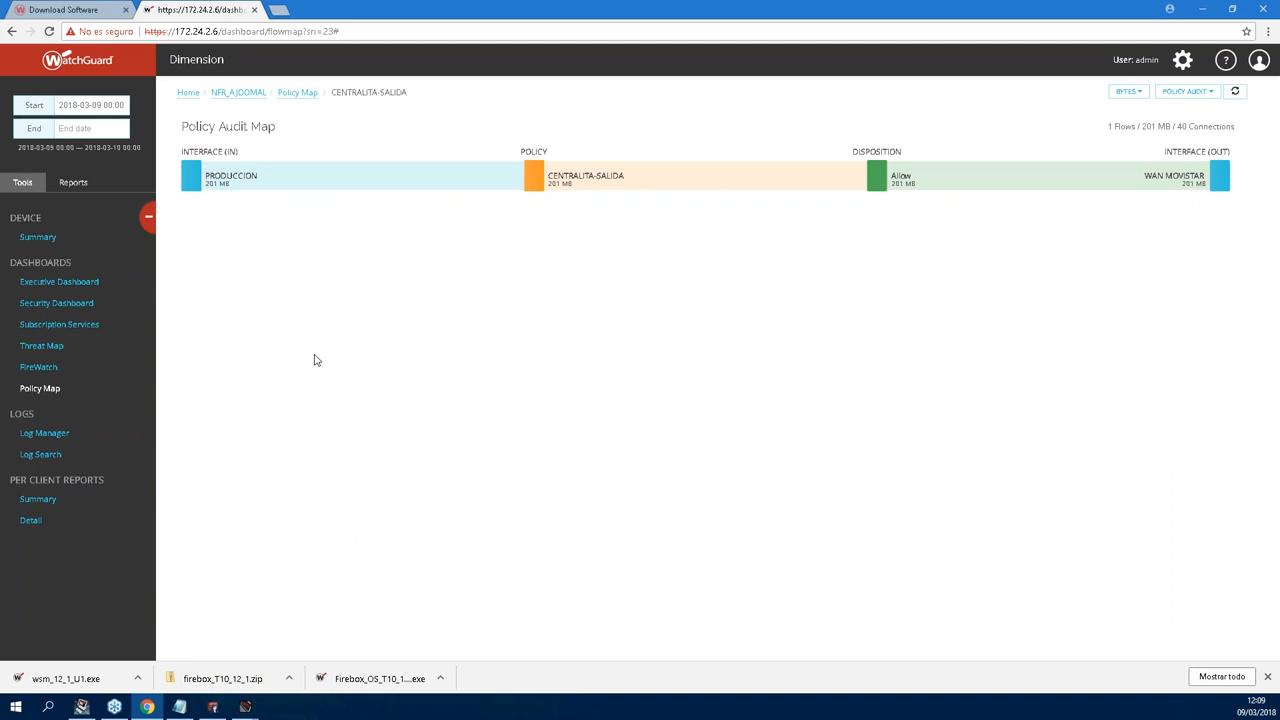 Download Software
https://172.24.2.6/dashb
No es seguro
https://172.24.2.6/dashboard/flowmap?sn=23#
WatchGuard
Dimension
User: admin
?
Start 2018-03-09 00:00
End End date
2018-03-09 00:00 — 2018-03-10 00:00
Tools
Reports
DEVICE
Summary
DASHBOARDS
Executive Dashboard
Security Dashboard
Subscription Services
Threat Map
FireWatch
Policy Map
LOGS
Log Manager
Log Search
PER CLIENT REPORTS
Summary
Detail
Home / NFR_AJDOMAL / Policy Map / CENTRALITA-SALIDA
BYTES
POLICY AUDIT
Policy Audit Map
1 Flows / 201 MB / 40 Connections
INTERFACE (IN)
POLICY
DISPOSITION
INTERFACE (OUT)
PRODUCCION
201 MB
CENTRALITA-SALIDA
201 MB
Allow
201 MB
WAN MOVISTAR
201 MB
wsm_12_1_U1.exe
firebox_T10_12_1.zip
Firebox_OS_T10_1....exe
Mostrar todo
12:09
09/03/2018